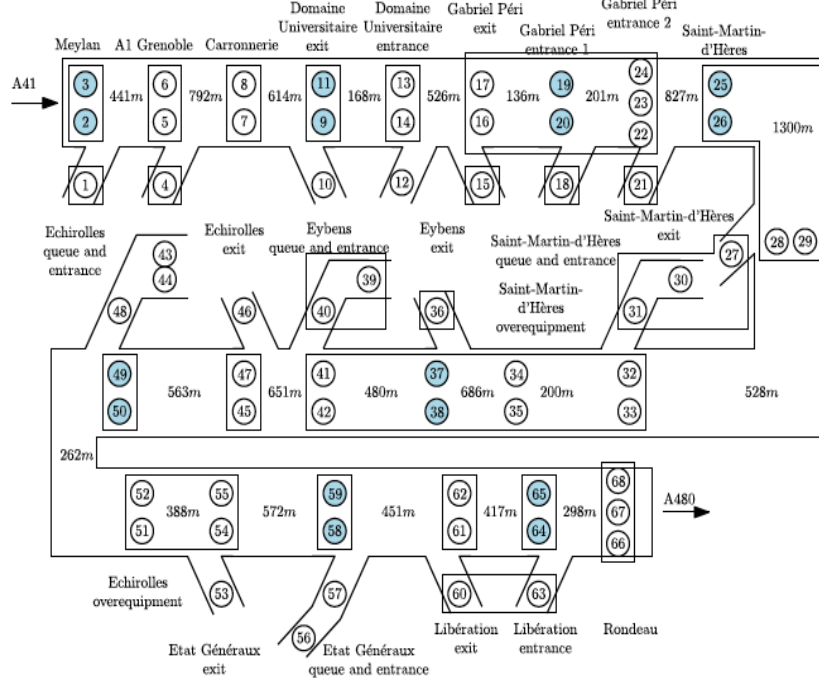 Gabriel Péri
entrance 2
Domaine
Universitaire
exit
Domaine
Universitaire
entrance
Gabriel Péri
exit
Gabriel Péri
entrance 1
Saint-Martin-
d'Hères
Meylan
A1 Grenoble
Carronnerie
A41
3
2
441m
6
5
792m
8
7
614m
11
9
168m
13
14
526m
17
16
136m
19
20
201m
24
23
22
827m
25
26
1300m
1
4
10
12
15
18
21
Echirolles
queue and
entrance
43
44
Echirolles
exit
Eybens
queue and entrance
39
Eybens
exit
Saint-Martin-d'Hères
queue and entrance
Saint-Martin-d'Hères
exit
27
28
29
30
Saint-Martin-
d'Hères
overequipment
48
46
40
36
31
49
50
563m
47
45
651m
41
42
480m
37
38
686m
34
35
200m
32
33
528m
262m
52
51
388m
55
54
572m
59
58
451m
62
61
417m
65
64
298m
68
67
66
A480
Echirolles
overequipment
53
57
56
60
63
Etat Généraux
exit
Etat Généraux
queue and entrance
Libération
exit
Libération
entrance
Rondeau